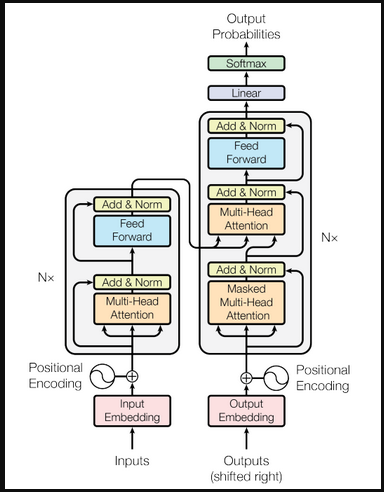 Output
Probabilities
Softmax
Linear
Add & Norm
Feed
Forward
Add & Norm
Multi-Head
Attention
Add & Norm
Masked
Multi-Head
Attention
Nx
Add & Norm
Feed
Forward
Add & Norm
Multi-Head
Attention
Nx
Positional
Encoding
Positional
Encoding
Input
Embedding
Output
Embedding
Inputs
Outputs
(shifted right)